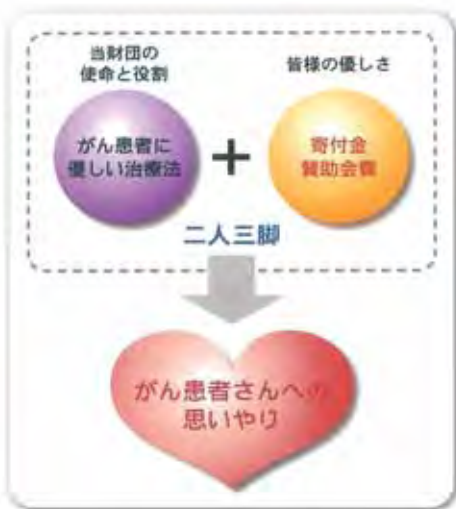 当財団の
使命と役割
皆様の優しさ
がん患者に
優しい治療法
+
寄付金
賛助会費
二人三脚
がん患者さんへの
思いやり